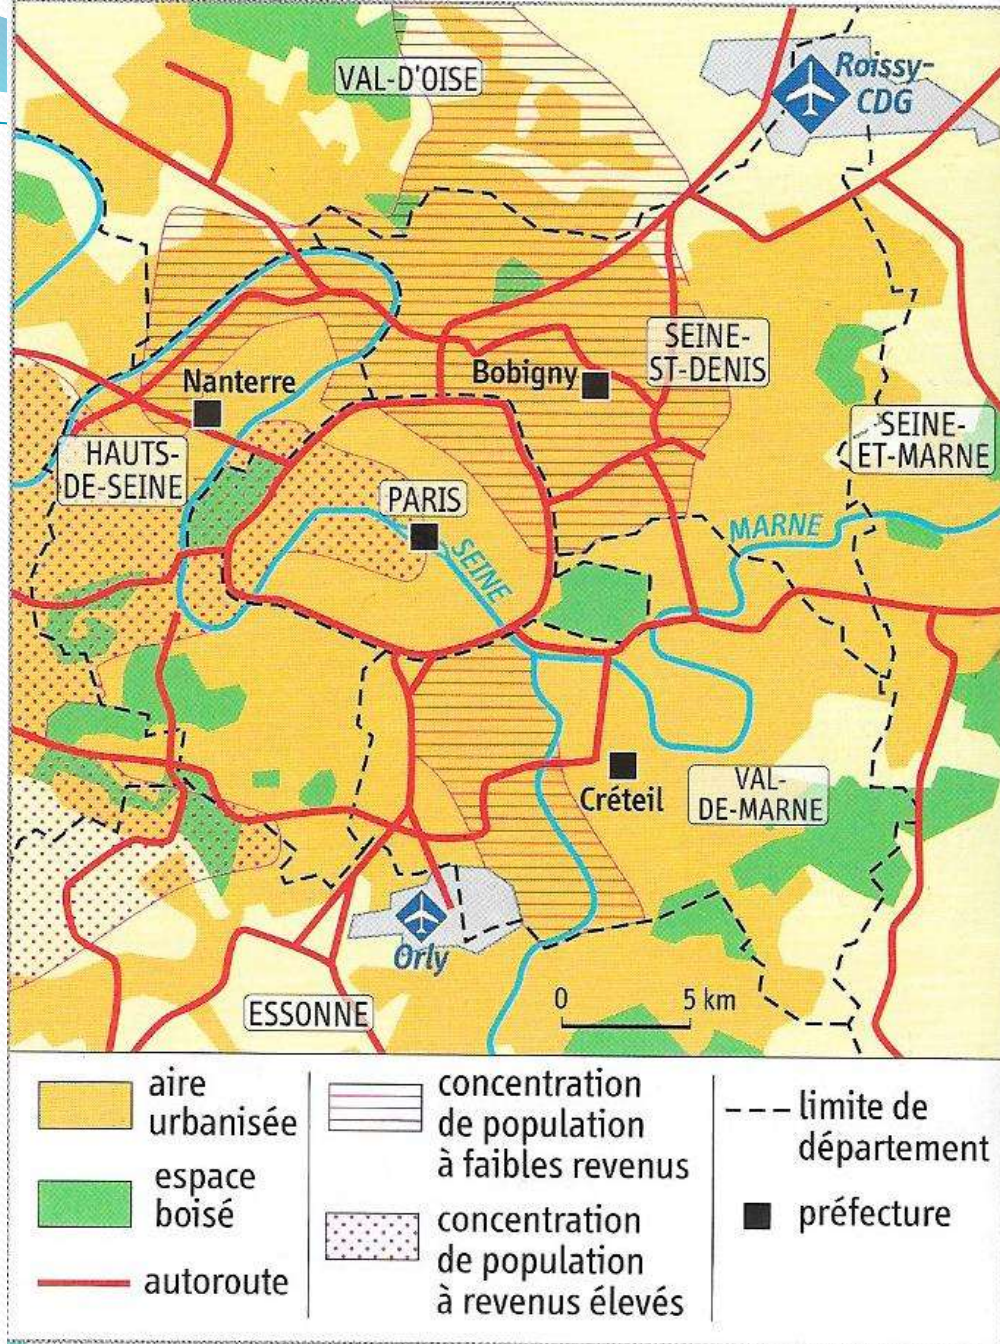 VAL-D'OISE
Roissy-
CDG
SEINE-
ST-DENIS
Bobigny
Nanterre
SEINE-
ET-MARNE
HAUTS-
DE-SEINE
PARIS
SEINE
MARNE
Créteil
VAL-
DE-MARNE
Orly
ESSONNE
0 5 km
aire
urbanisée
espace
boisé
autoroute
concentration
de population
à faibles revenus
concentration
de population
à revenus élevés
limite de
département
préfecture